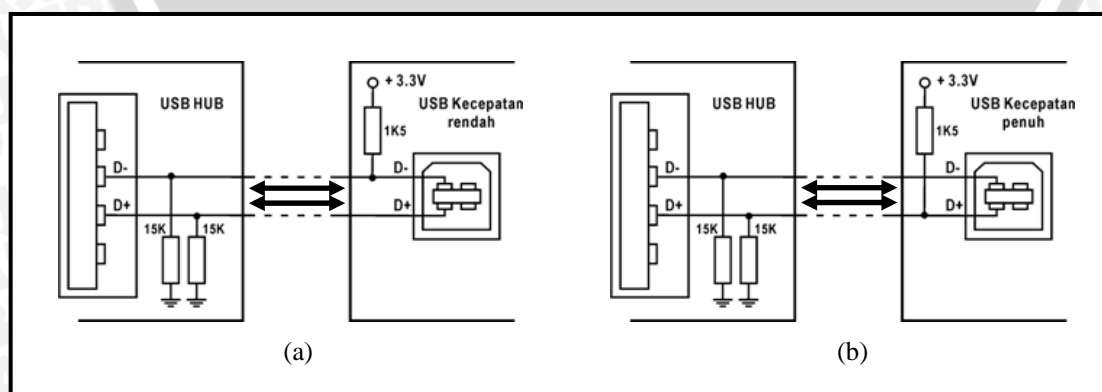 USB HUB
D-
D+
15K
15K
+ 3.3V
1K5
USB Kecepatan
rendah
D-
D+
(a)
USB HUB
D-
D+
15K
15K
+ 3.3V
1K5
USB Kecepatan
penuh
D-
D+
(b)